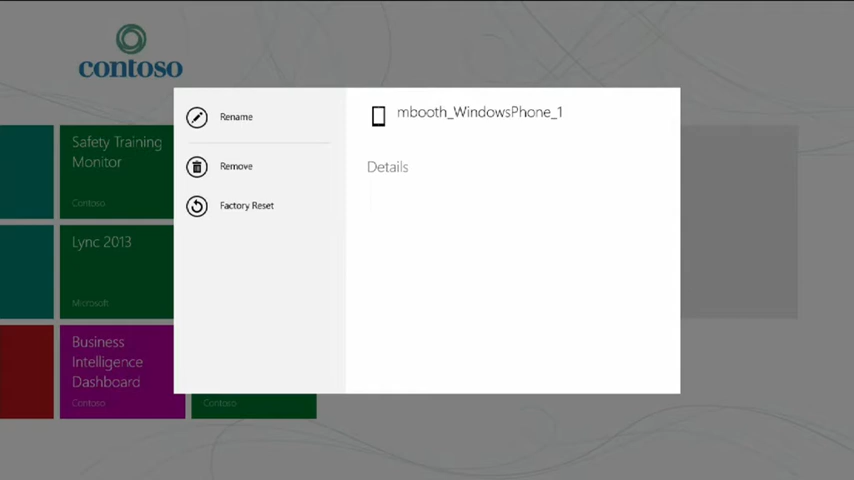 contoso
Rename
mbooth_WindowsPhone_1
Safety Training
Monitor
Contoso
Remove
Details
Factory Reset
Lync 2013
Microsoft
Business
Intelligence
Dashboard
Contoso
Contoso